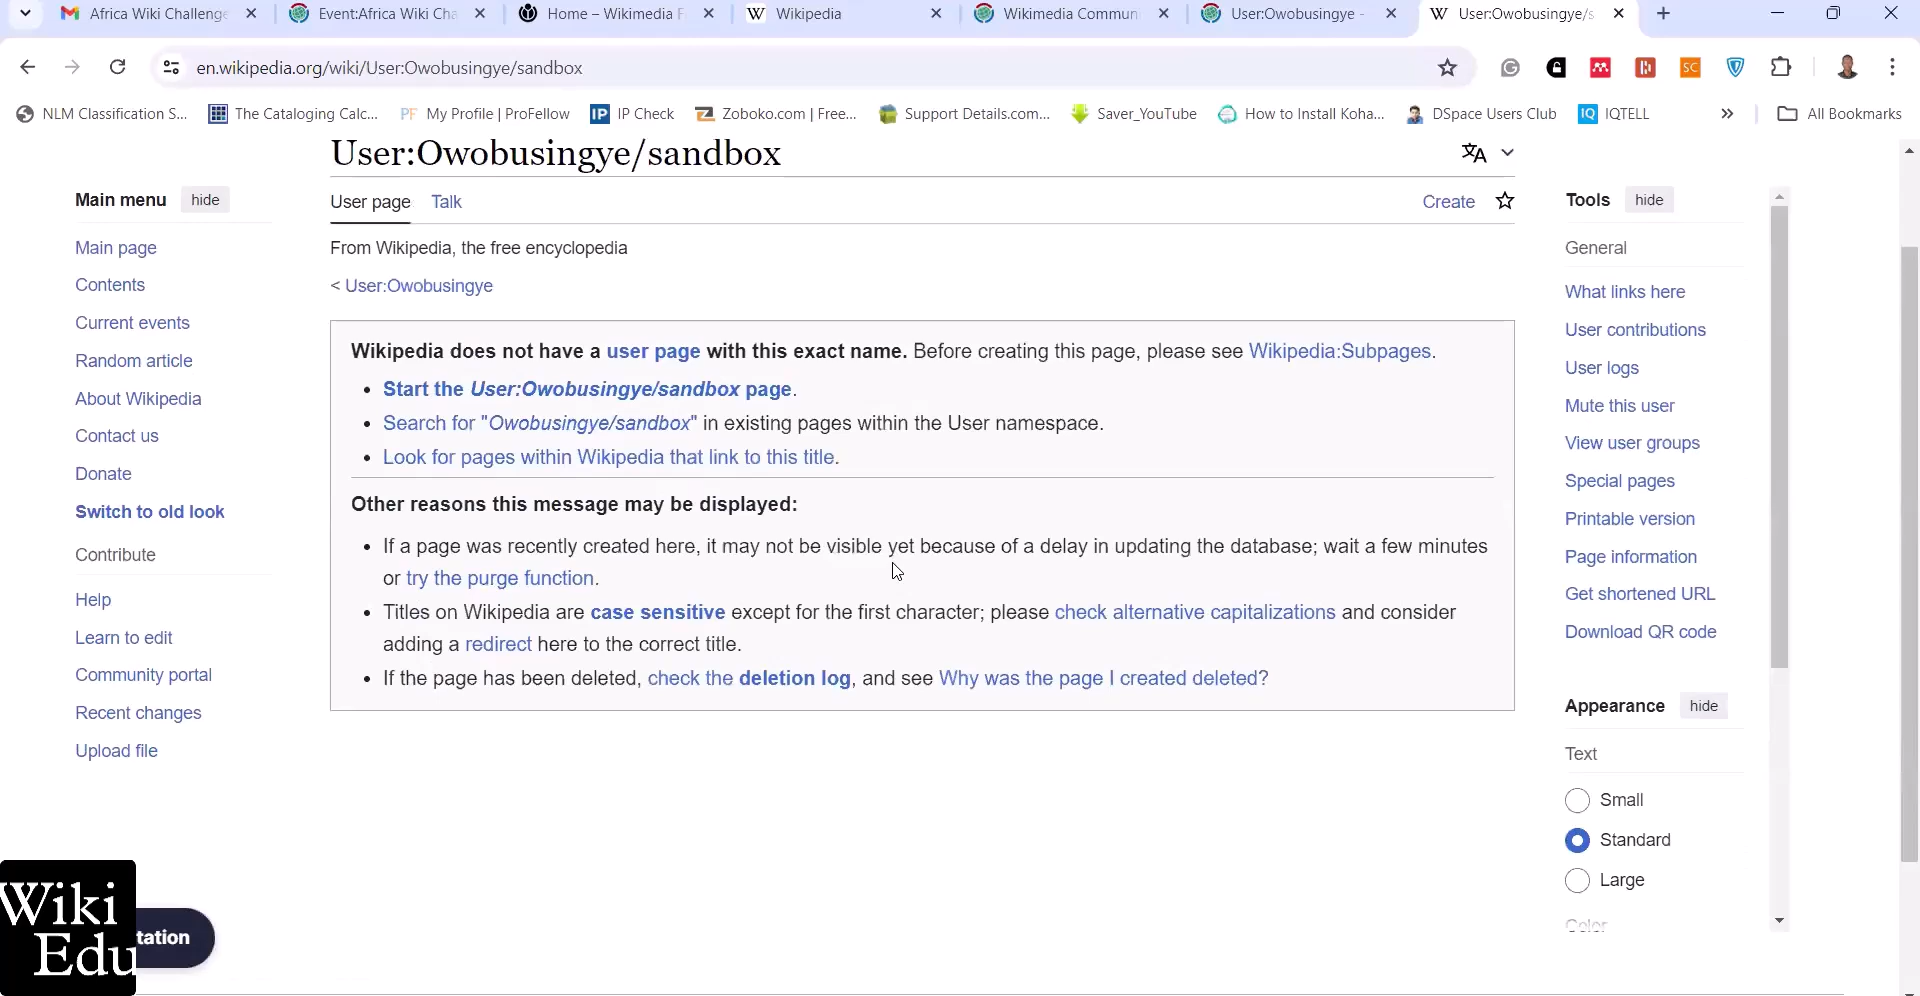 Africa Wiki Challenge
Event:Africa Wiki Cha
Home – Wikimedia F
Wikipedia
Wikimedia Commun
User:Owobusingye -
User:Owobusingye/s
en.wikipedia.org/wiki/User:Owobusingye/sandbox
NLM Classification S...
The Cataloging Calc...
PF My Profile | ProFellow
IP IP Check
Zoboko.com | Free...
Support Details.com...
Saver_YouTube
How to Install Koha...
DSpace Users Club
IQ IQTELL
All Bookmarks
SC
User:Owobusingye/sandbox
Main menu hide
Main page
Contents
Current events
Random article
About Wikipedia
Contact us
Donate
Switch to old look
Contribute
Help
Learn to edit
Community portal
Recent changes
Upload file
User page Talk
Create
From Wikipedia, the free encyclopedia
< User:Owobusingye
Wikipedia does not have a user page with this exact name. Before creating this page, please see Wikipedia:Subpages.
• Start the User:Owobusingye/sandbox page.
• Search for "Owobusingye/sandbox" in existing pages within the User namespace.
• Look for pages within Wikipedia that link to this title.
Other reasons this message may be displayed:
• If a page was recently created here, it may not be visible yet because of a delay in updating the database; wait a few minutes
or try the purge function.
• Titles on Wikipedia are case sensitive except for the first character; please check alternative capitalizations and consider
adding a redirect here to the correct title.
• If the page has been deleted, check the deletion log, and see Why was the page I created deleted?
Tools hide
General
What links here
User contributions
User logs
Mute this user
View user groups
Special pages
Printable version
Page information
Get shortened URL
Download QR code
Appearance hide
Text
Small
Standard
Large
Color
Wiki
Edu
tation